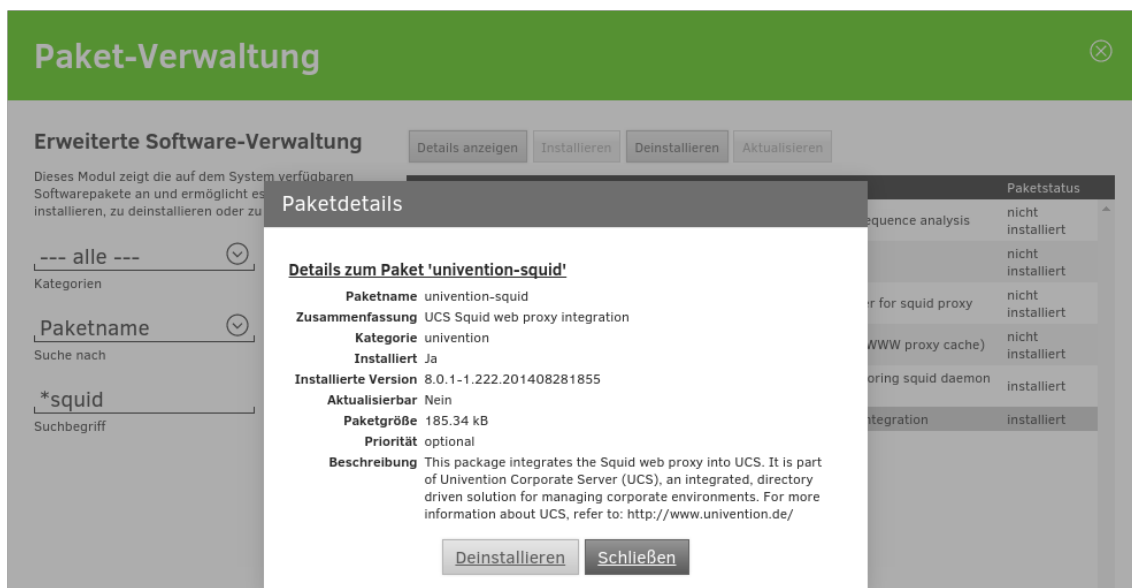 Paket-Verwaltung
Erweiterte Software-Verwaltung
Dieses Modul zeigt die auf dem System verfügbaren
Softwarepakete an und ermöglicht es
installieren, zu deinstallieren oder zu
--- alle ---
Kategorien
Paketname
Suche nach
*squid
Suchbegriff
Details anzeigen
Installieren
Deinstallieren
Aktualisieren
Paketstatus
equence analysis
nicht
installiert
nicht
installiert
r for squid proxy
nicht
installiert
WWW proxy cache)
nicht
installiert
oring squid daemon
installiert
ntegration
installiert
Paketdetails
Details zum Paket 'univention-squid'
Paketname univention-squid
Zusammenfassung UCS Squid web proxy integration
Kategorie univention
Installiert Ja
Installierte Version 8.0.1-1.222.201408281855
Aktualisierbar Nein
Paketgröße 185.34 kB
Priorität optional
Beschreibung This package integrates the Squid web proxy into UCS. It is part
of Univention Corporate Server (UCS), an integrated, directory
driven solution for managing corporate environments. For more
information about UCS, refer to: http://www.univention.de/
Deinstallieren
Schließen